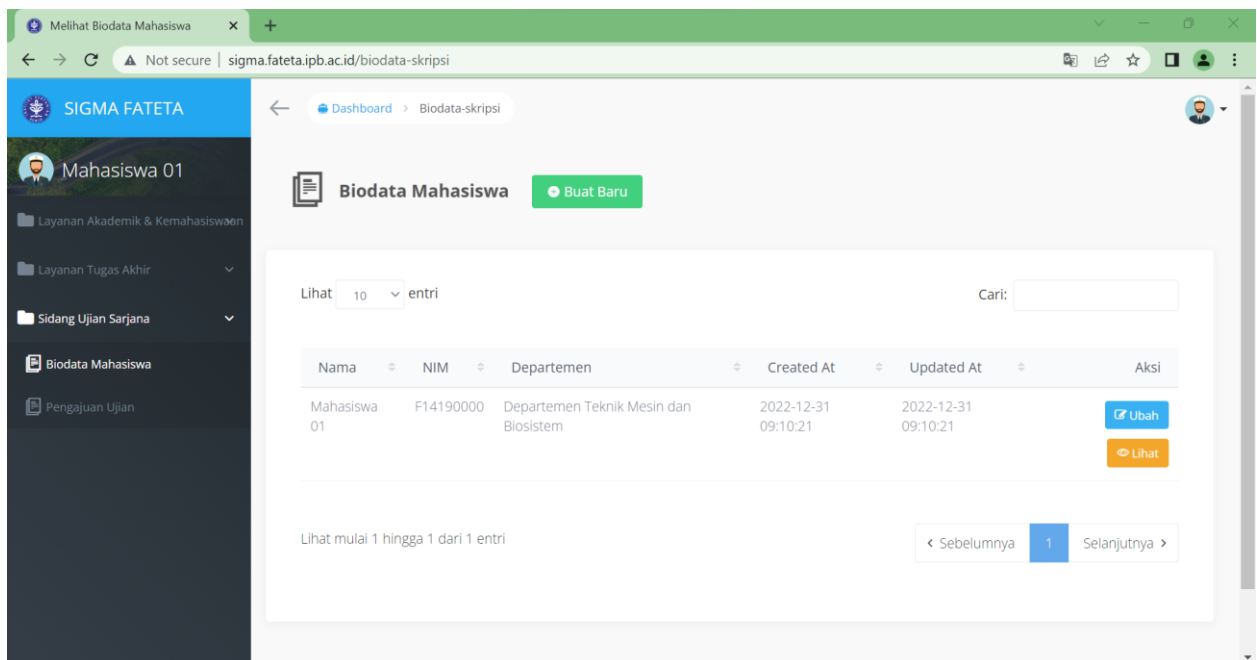 Melihat Biodata Mahasiswa
Not secure | sigma.fateta.ipb.ac.id/biodata-skripsi
SIGMA FATETA
Dashboard > Biodata-skripsi
Mahasiswa 01
Biodata Mahasiswa
Buat Baru
Layanan Akademik & Kemahasiswaan
Layanan Tugas Akhir
Sidang Ujian Sarjana
Biodata Mahasiswa
Pengajuan Ujian
Lihat 10 entri
Cari:
Nama NIM Departemen Created At Updated At Aksi
Mahasiswa F14190000 Departemen Teknik Mesin dan 2022-12-31 2022-12-31 Ubah
01 Biosistem 09:10:21 09:10:21
Lihat
Lihat mulai 1 hingga 1 dari 1 entri
Sebelumnya 1 Selanjutnya